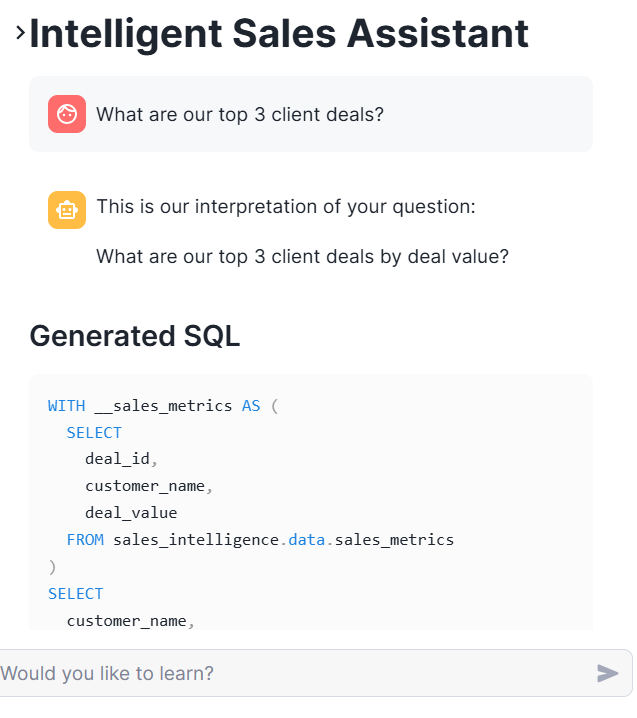 Intelligent Sales Assistant
What are our top 3 client deals?
This is our interpretation of your question:
What are our top 3 client deals by deal value?
Generated SQL
WITH __sales_metrics AS (
  SELECT
    deal_id,
    customer_name,
    deal_value
  FROM sales_intelligence.data.sales_metrics
)
SELECT
  customer_name,
Would you like to learn?